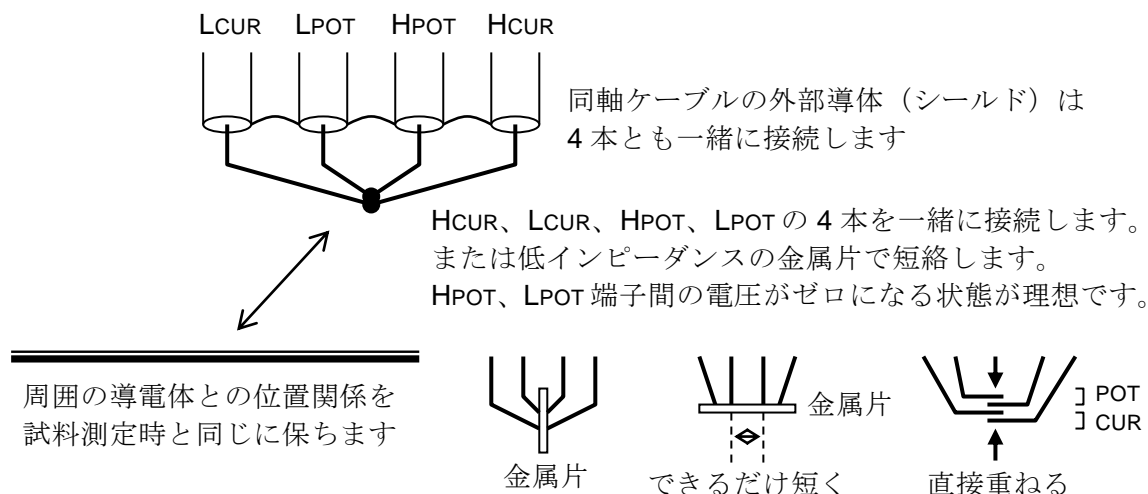 LCUR LPOT HPOT HCUR
同軸ケーブルの外部導体（シールド）は
4本とも一緒に接続します
HCUR、LCUR、HPOT、LPOT の 4 本を一緒に接続します。
または低インピーダンスの金属片で短絡します。
HPOT、LPOT 端子間の電圧がゼロになる状態が理想です。
周囲の導電体との位置関係を
試料測定時と同じに保ちます
金属片
金属片
できるだけ短く
POT
CUR
直接重ねる